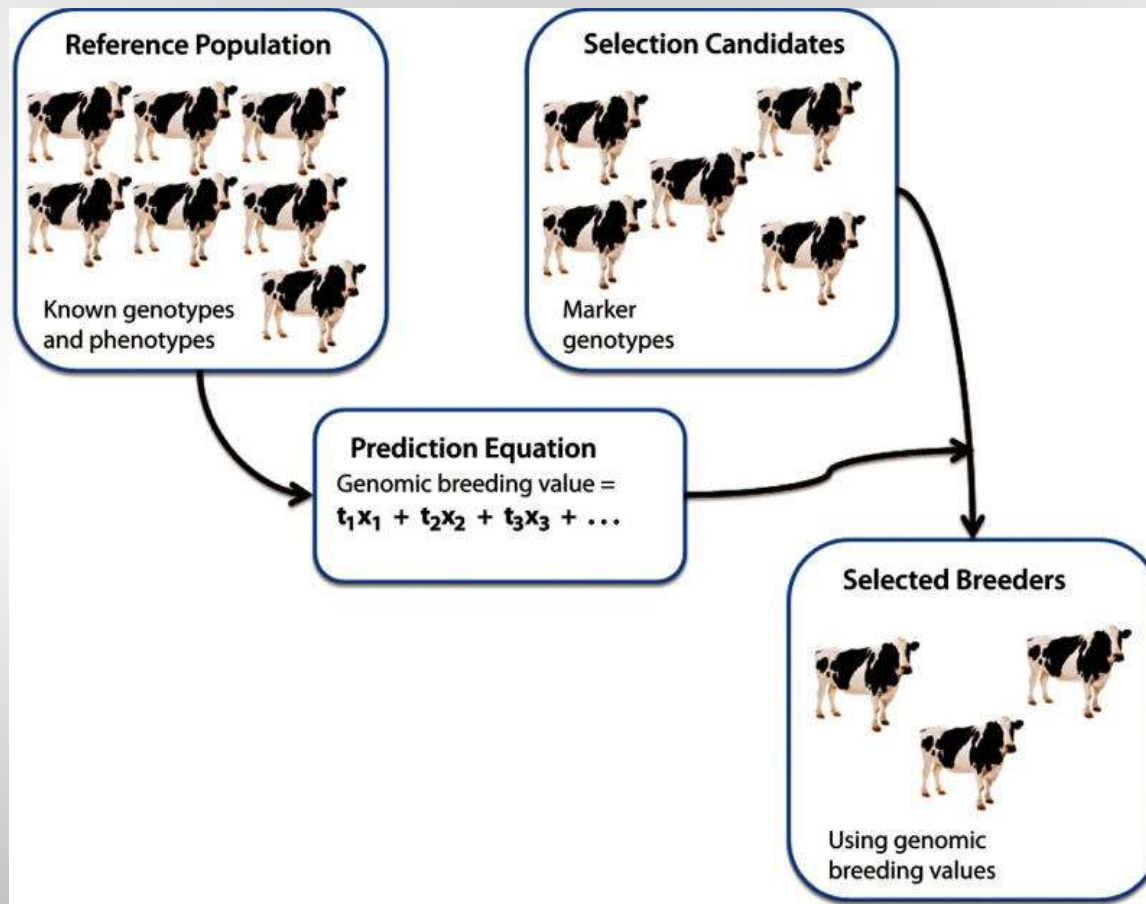 Reference Population
Known genotypes
and phenotypes
Selection Candidates
Marker
genotypes
Prediction Equation
Genomic breeding value =
t₁x₁ + t₂x₂ + t₃x₃ + ...
Selected Breeders
Using genomic
breeding values